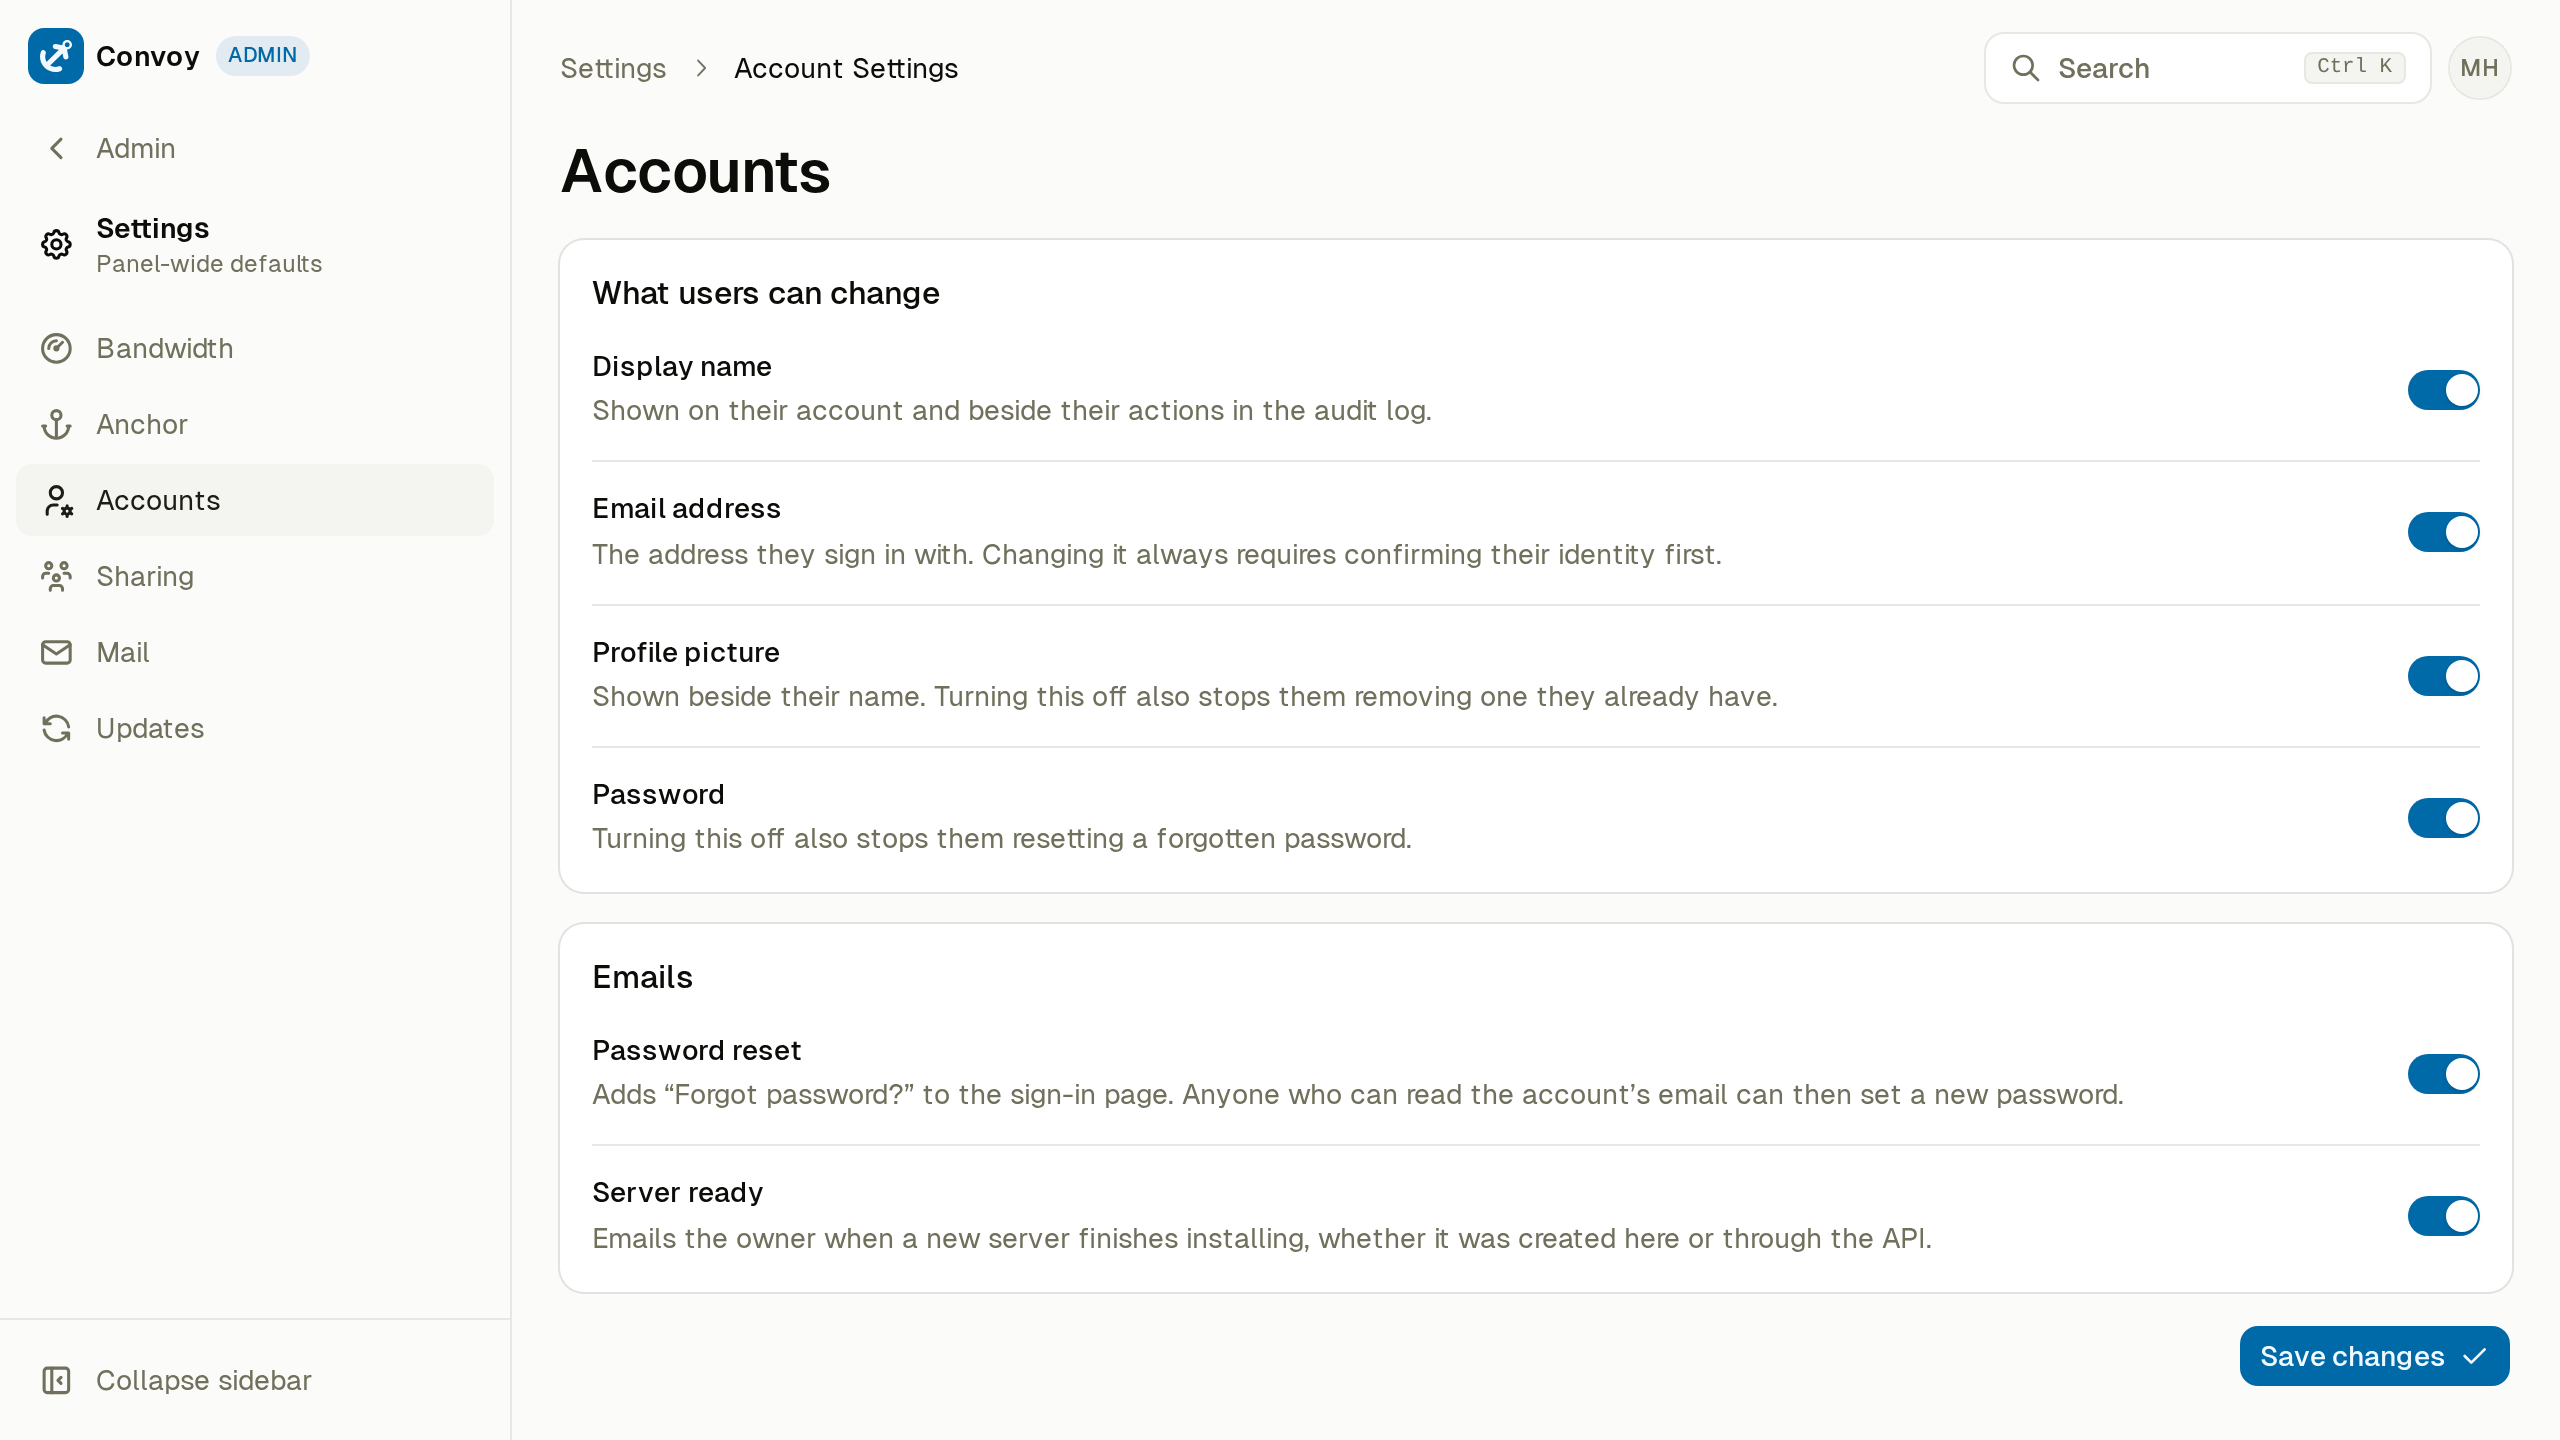 Convoy ADMIN
Admin
Settings
Panel-wide defaults
Bandwidth
Anchor
Accounts
Sharing
Mail
Updates
Collapse sidebar
Settings > Account Settings
Search Ctrl K
MH
Accounts
What users can change
Display name
Shown on their account and beside their actions in the audit log.
Email address
The address they sign in with. Changing it always requires confirming their identity first.
Profile picture
Shown beside their name. Turning this off also stops them removing one they already have.
Password
Turning this off also stops them resetting a forgotten password.
Emails
Password reset
Adds “Forgot password?” to the sign-in page. Anyone who can read the account’s email can then set a new password.
Server ready
Emails the owner when a new server finishes installing, whether it was created here or through the API.
Save changes